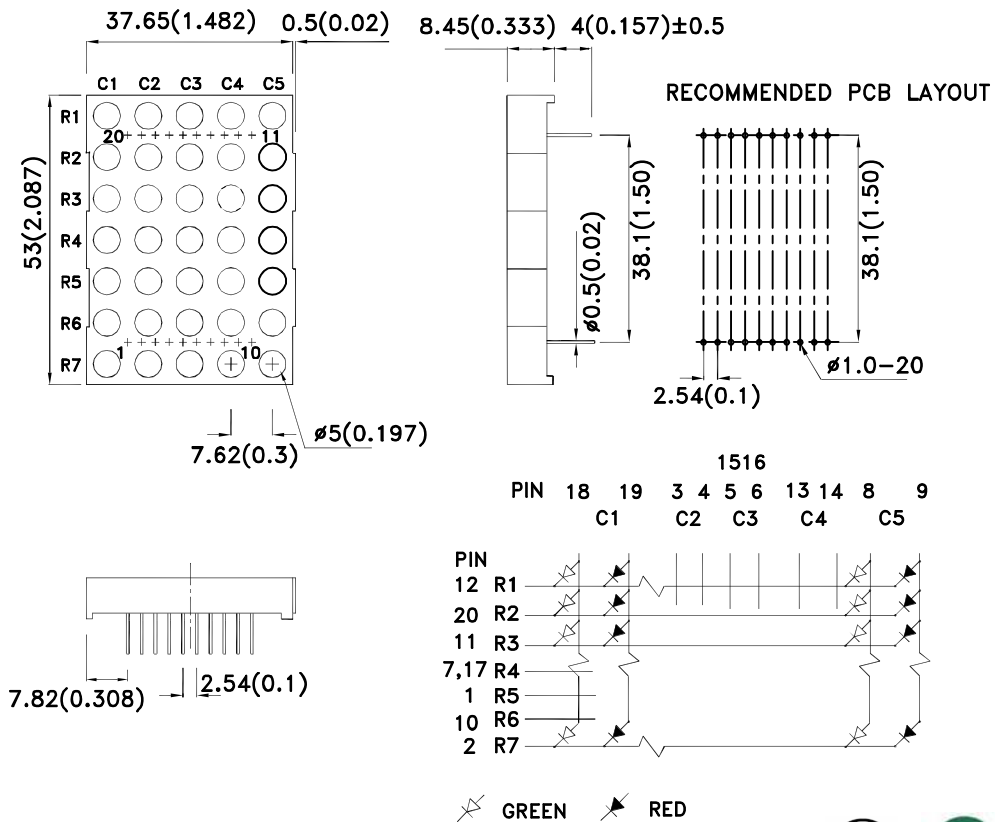 37.65(1.482) 0.5(0.02)
8.45(0.333) 4(0.157)±0.5
C1 C2 C3 C4 C5
RECOMMENDED PCB LAYOUT
R1
20 11
R2
R3
R4
R5
R6
1 10
R7
53(2.087)
ø5(0.197)
7.62(0.3)
38.1(1.50)
ø0.5(0.02)
38.1(1.50)
ø1.0-20
2.54(0.1)
1516
PIN 18 19 3 4 5 6 13 14 8 9
C1 C2 C3 C4 C5
PIN
12 R1
20 R2
11 R3
7,17 R4
1 R5
10 R6
2 R7
7.82(0.308)
2.54(0.1)
GREEN RED